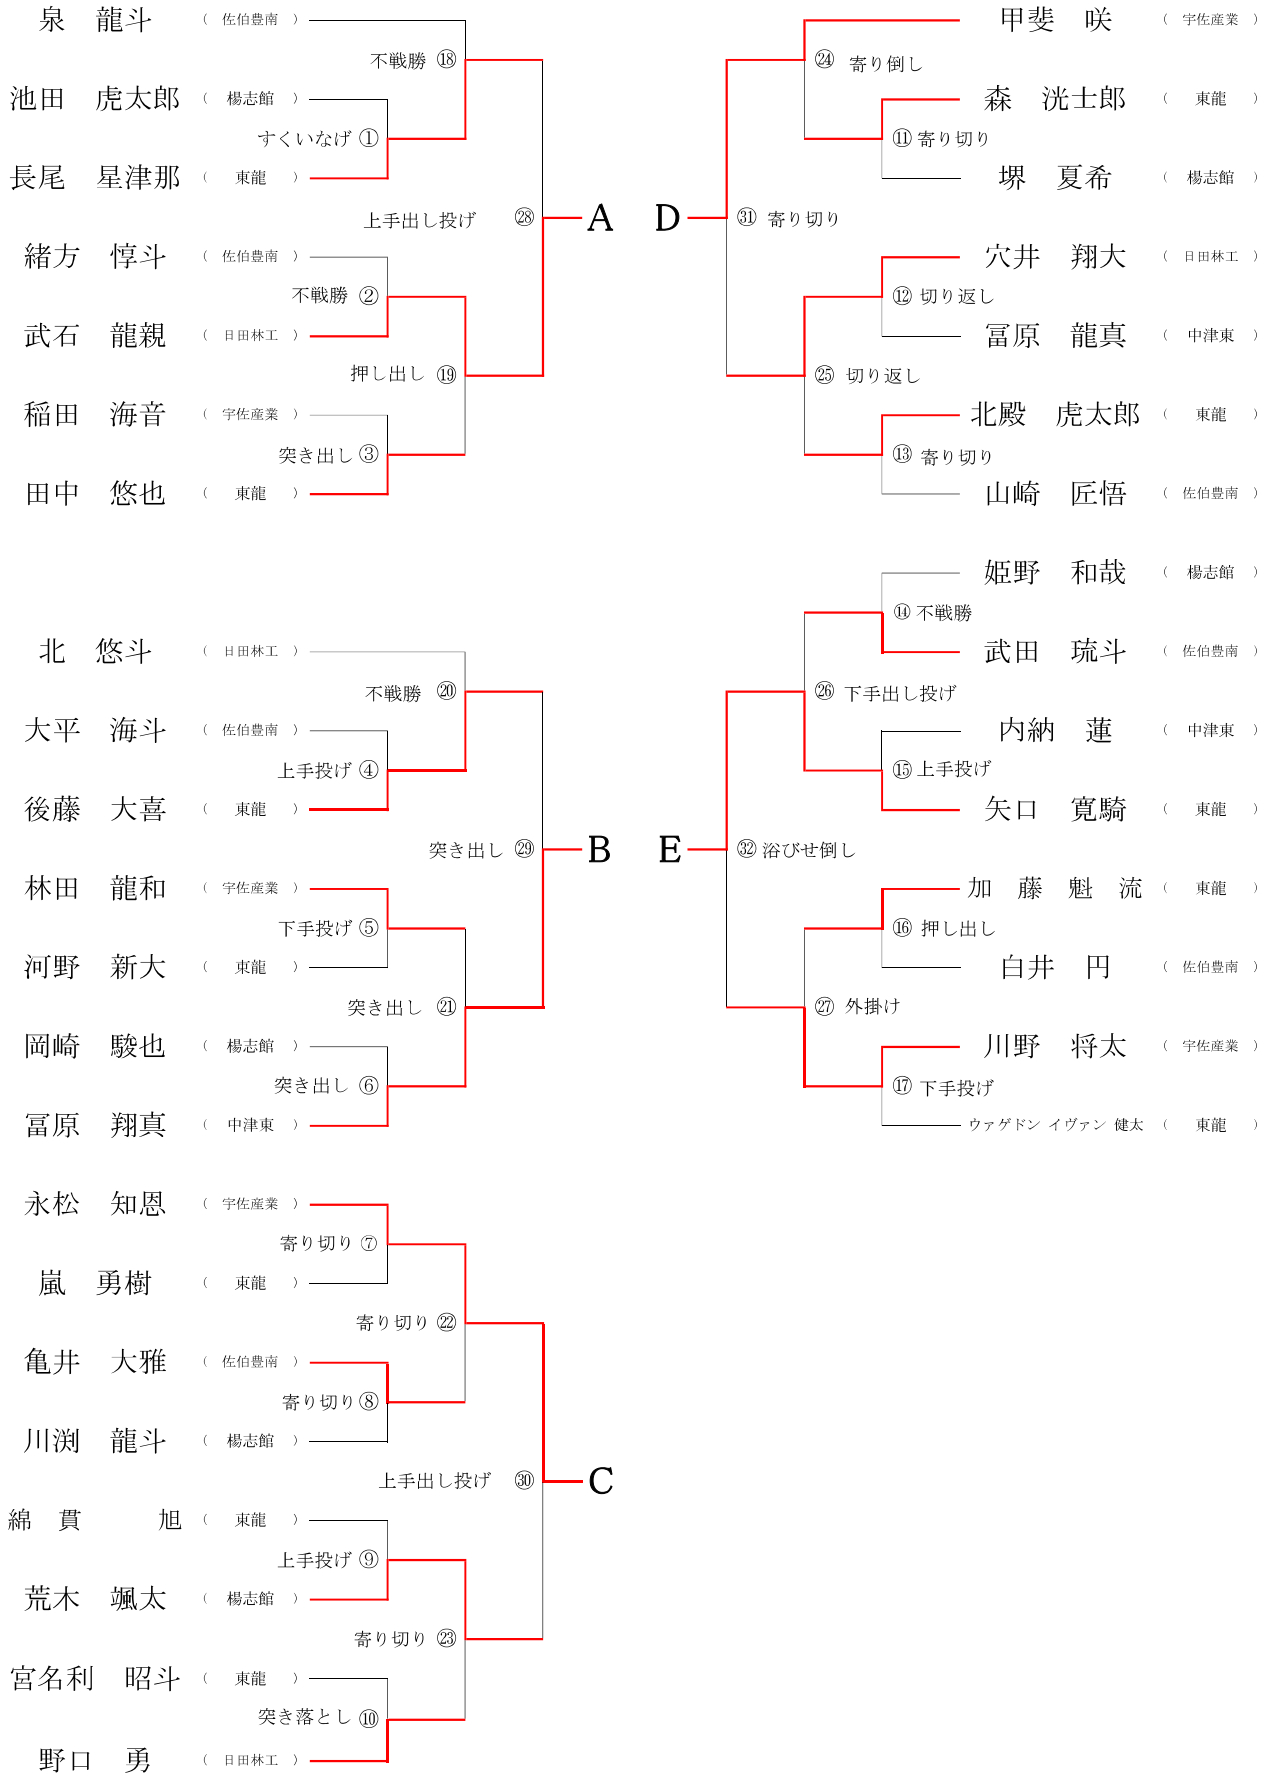 泉　龍斗 （ 佐伯豊南 ）
不戦勝 ⑱
池田　虎太郎 （ 楊志館 ）
すくいなげ ①
長尾　星津那 （ 東龍 ）
上手出し投げ ㉘ A
緒方　惇斗 （ 佐伯豊南 ）
不戦勝 ②
武石　龍親 （ 日田林工 ）
押し出し ⑲
稲田　海音 （ 宇佐産業 ）
突き出し ③
田中　悠也 （ 東龍 ）
北　悠斗 （ 日田林工 ）
不戦勝 ⑳
大平　海斗 （ 佐伯豊南 ）
上手投げ ④
後藤　大喜 （ 東龍 ）
突き出し ㉙ B
林田　龍和 （ 宇佐産業 ）
下手投げ ⑤
河野　新大 （ 東龍 ）
突き出し ㉑
岡崎　駿也 （ 楊志館 ）
突き出し ⑥
冨原　翔真 （ 中津東 ）
永松　知恩 （ 宇佐産業 ）
寄り切り ⑦
嵐　勇樹 （ 東龍 ）
寄り切り ㉒
亀井　大雅 （ 佐伯豊南 ）
寄り切り ⑧
川渕　龍斗 （ 楊志館 ）
上手出し投げ ㉚ C
綿貫　旭 （ 東龍 ）
上手投げ ⑨
荒木　颯太 （ 楊志館 ）
寄り切り ㉓
宮名利　昭斗 （ 東龍 ）
突き落とし ⑩
野口　勇 （ 日田林工 ）
甲斐　咲 （ 宇佐産業 ）
㉔ 寄り倒し
森　洸士郎 （ 東龍 ）
⑪ 寄り切り
堺　夏希 （ 楊志館 ）
D ㉛ 寄り切り
穴井　翔大 （ 日田林工 ）
⑫ 切り返し
冨原　龍真 （ 中津東 ）
㉕ 切り返し
北殿　虎太郎 （ 東龍 ）
⑬ 寄り切り
山崎　匠悟 （ 佐伯豊南 ）
姫野　和哉 （ 楊志館 ）
⑭ 不戦勝
武田　琉斗 （ 佐伯豊南 ）
㉖ 下手出し投げ
内納　蓮 （ 中津東 ）
⑮ 上手投げ
矢口　寛騎 （ 東龍 ）
E ㉜ 浴びせ倒し
加藤　魁流 （ 東龍 ）
⑯ 押し出し
白井　円 （ 佐伯豊南 ）
㉗ 外掛け
川野　将太 （ 宇佐産業 ）
⑰ 下手投げ
ウァゲドン イヴァン 健太 （ 東龍 ）